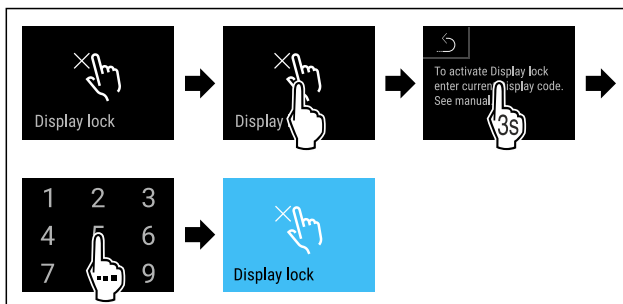 Display lock
Display
To activate Display lock
enter current display code.
See manual.
3s
1 2 3
4 5 6
7 9
Display lock